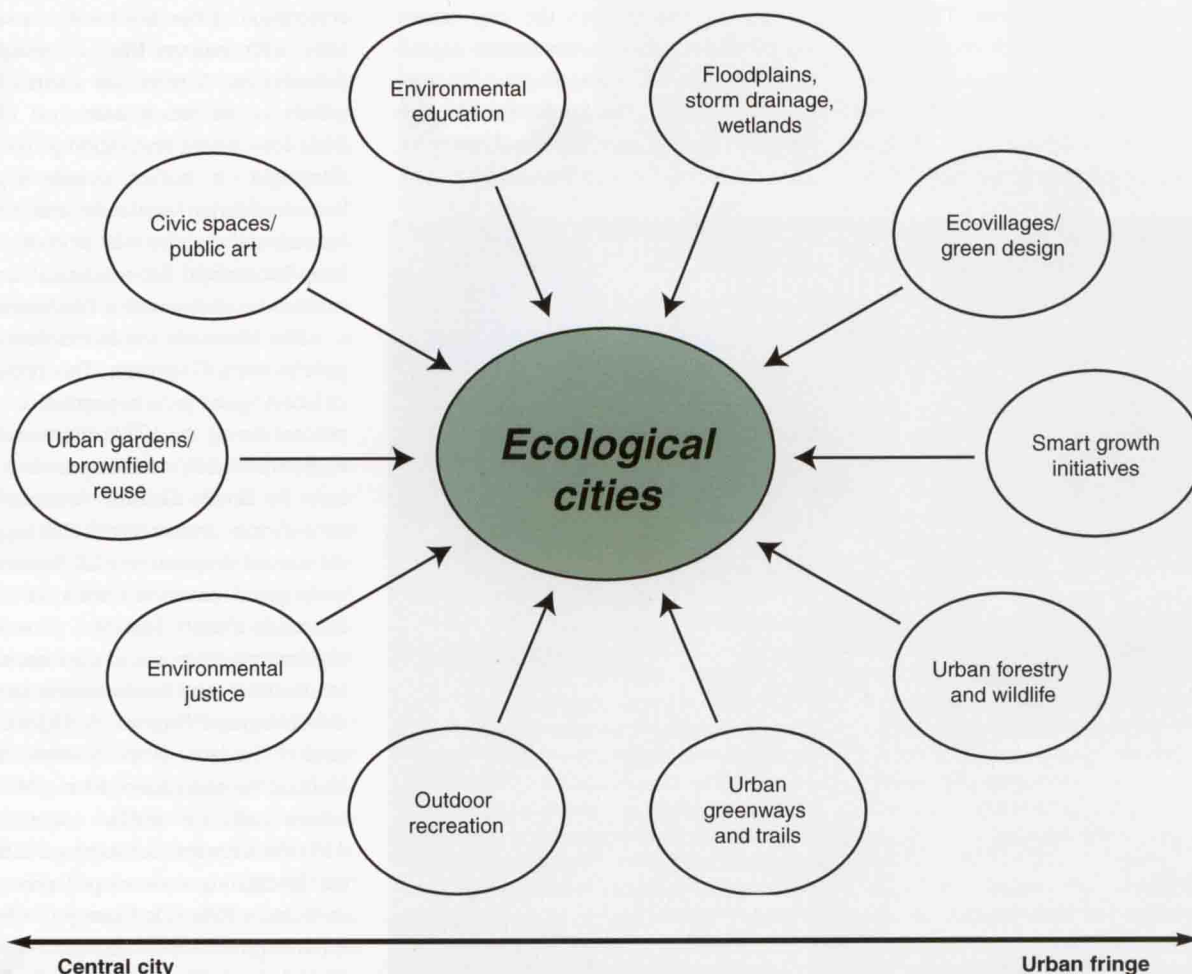 Environmental
education
Floodplains,
storm drainage,
wetlands
Civic spaces/
public art
Ecovillages/
green design
Ecological
cities
Urban gardens/
brownfield
reuse
Smart growth
initiatives
Environmental
justice
Urban forestry
and wildlife
Outdoor
recreation
Urban
greenways
and trails
Central city
Urban fringe